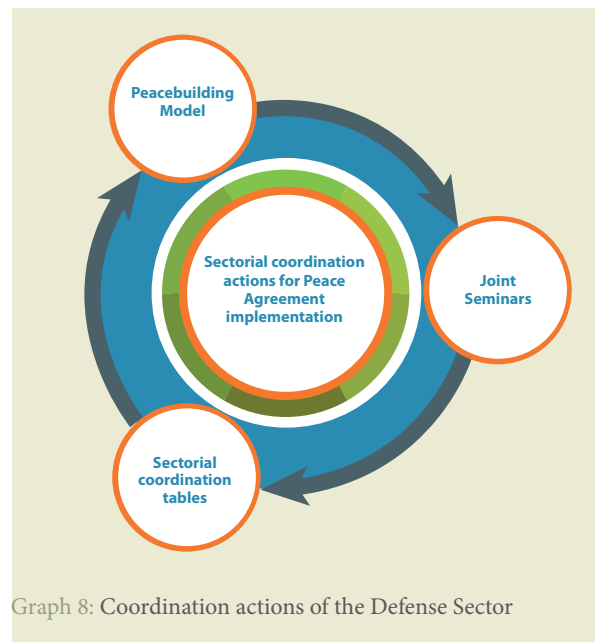 Peacebuilding
Model
Sectorial coordination
actions for Peace
Agreement
implementation
Joint
Seminars
Sectorial
coordination
tables
Graph 8: Coordination actions of the Defense Sector